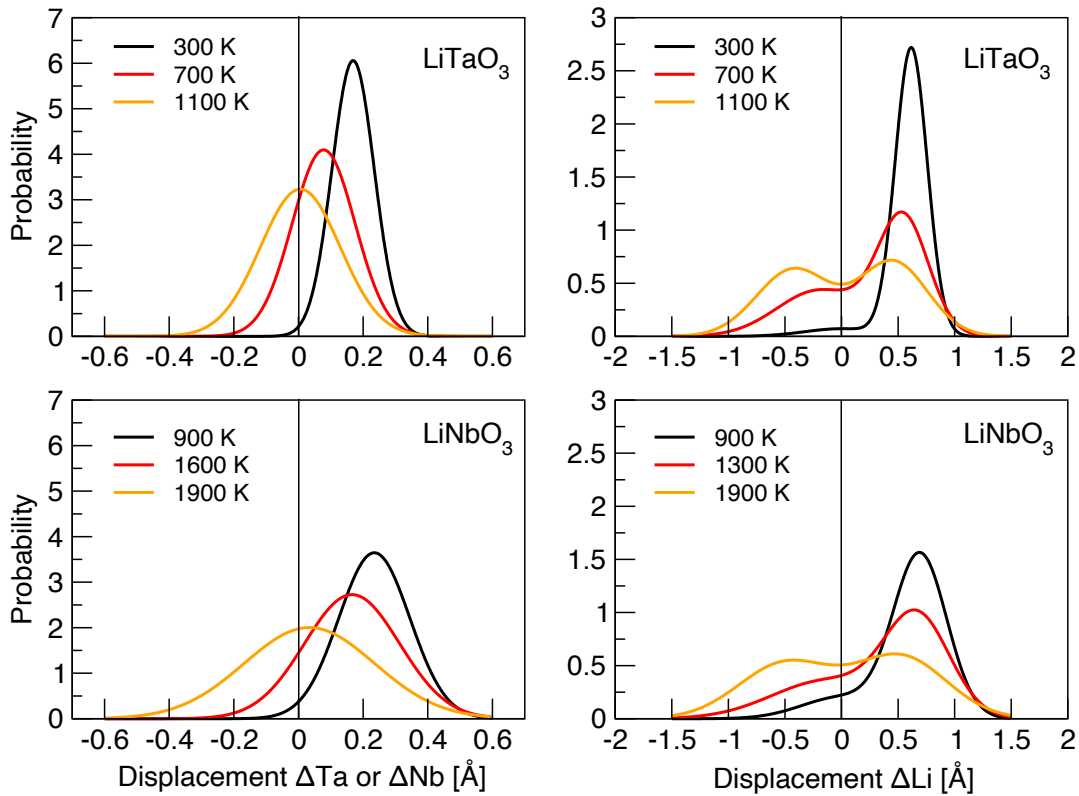 7
6
5
4
3
2
1
0
Probability
300 K
700 K
1100 K
LiTaO3
-0.6 -0.4 -0.2 0 0.2 0.4 0.6
3
2.5
2
1.5
1
0.5
0
300 K
700 K
1100 K
LiTaO3
-2 -1.5 -1 -0.5 0 0.5 1 1.5 2
7
6
5
4
3
2
1
0
Probability
900 K
1600 K
1900 K
LiNbO3
-0.6 -0.4 -0.2 0 0.2 0.4 0.6
Displacement ΔTa or ΔNb [Å]
3
2.5
2
1.5
1
0.5
0
900 K
1300 K
1900 K
LiNbO3
-2 -1.5 -1 -0.5 0 0.5 1 1.5 2
Displacement ΔLi [Å]